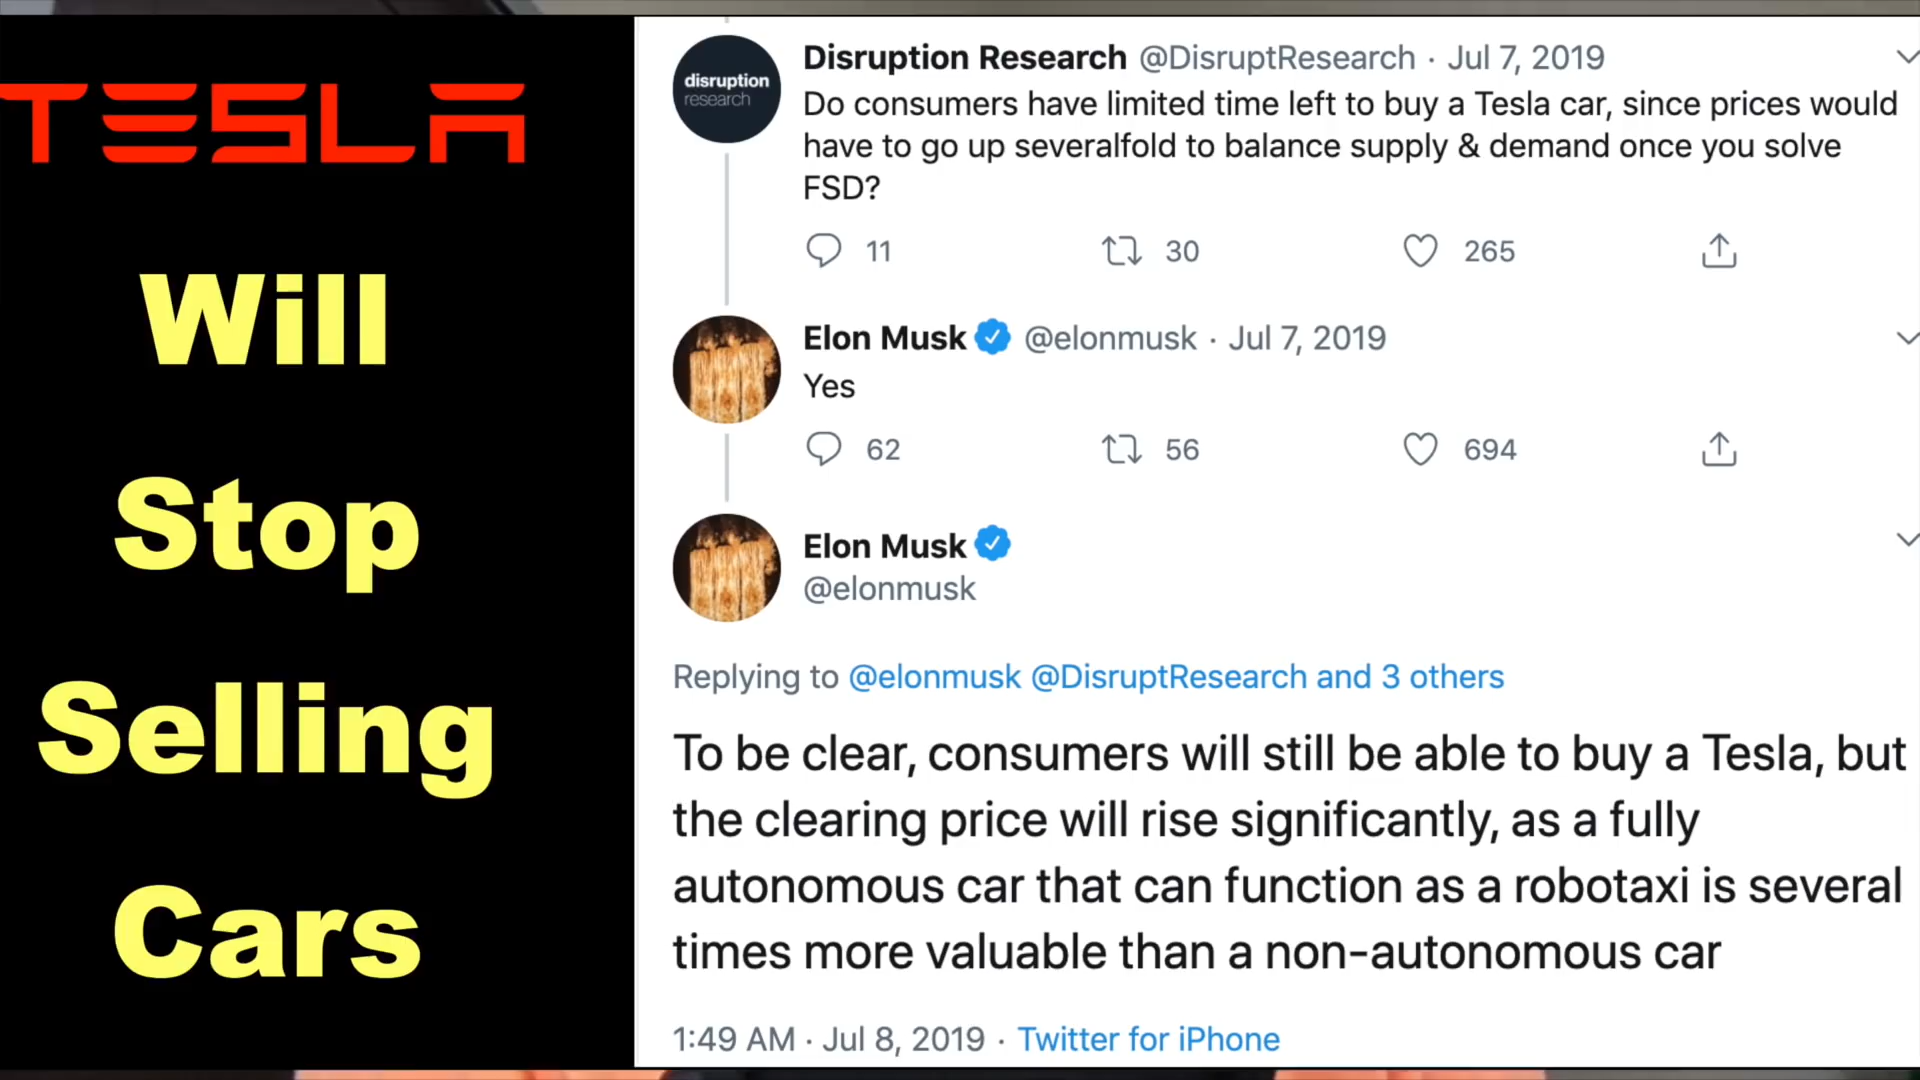 TESLA
Will
Stop
Selling
Cars
disruption
research
Disruption Research @DisruptResearch · Jul 7, 2019
Do consumers have limited time left to buy a Tesla car, since prices would
have to go up severalfold to balance supply & demand once you solve
FSD?
11 30 265
Elon Musk @elonmusk · Jul 7, 2019
Yes
62 56 694
Elon Musk
@elonmusk
Replying to @elonmusk @DisruptResearch and 3 others
To be clear, consumers will still be able to buy a Tesla, but
the clearing price will rise significantly, as a fully
autonomous car that can function as a robotaxi is several
times more valuable than a non-autonomous car
1:49 AM · Jul 8, 2019 · Twitter for iPhone